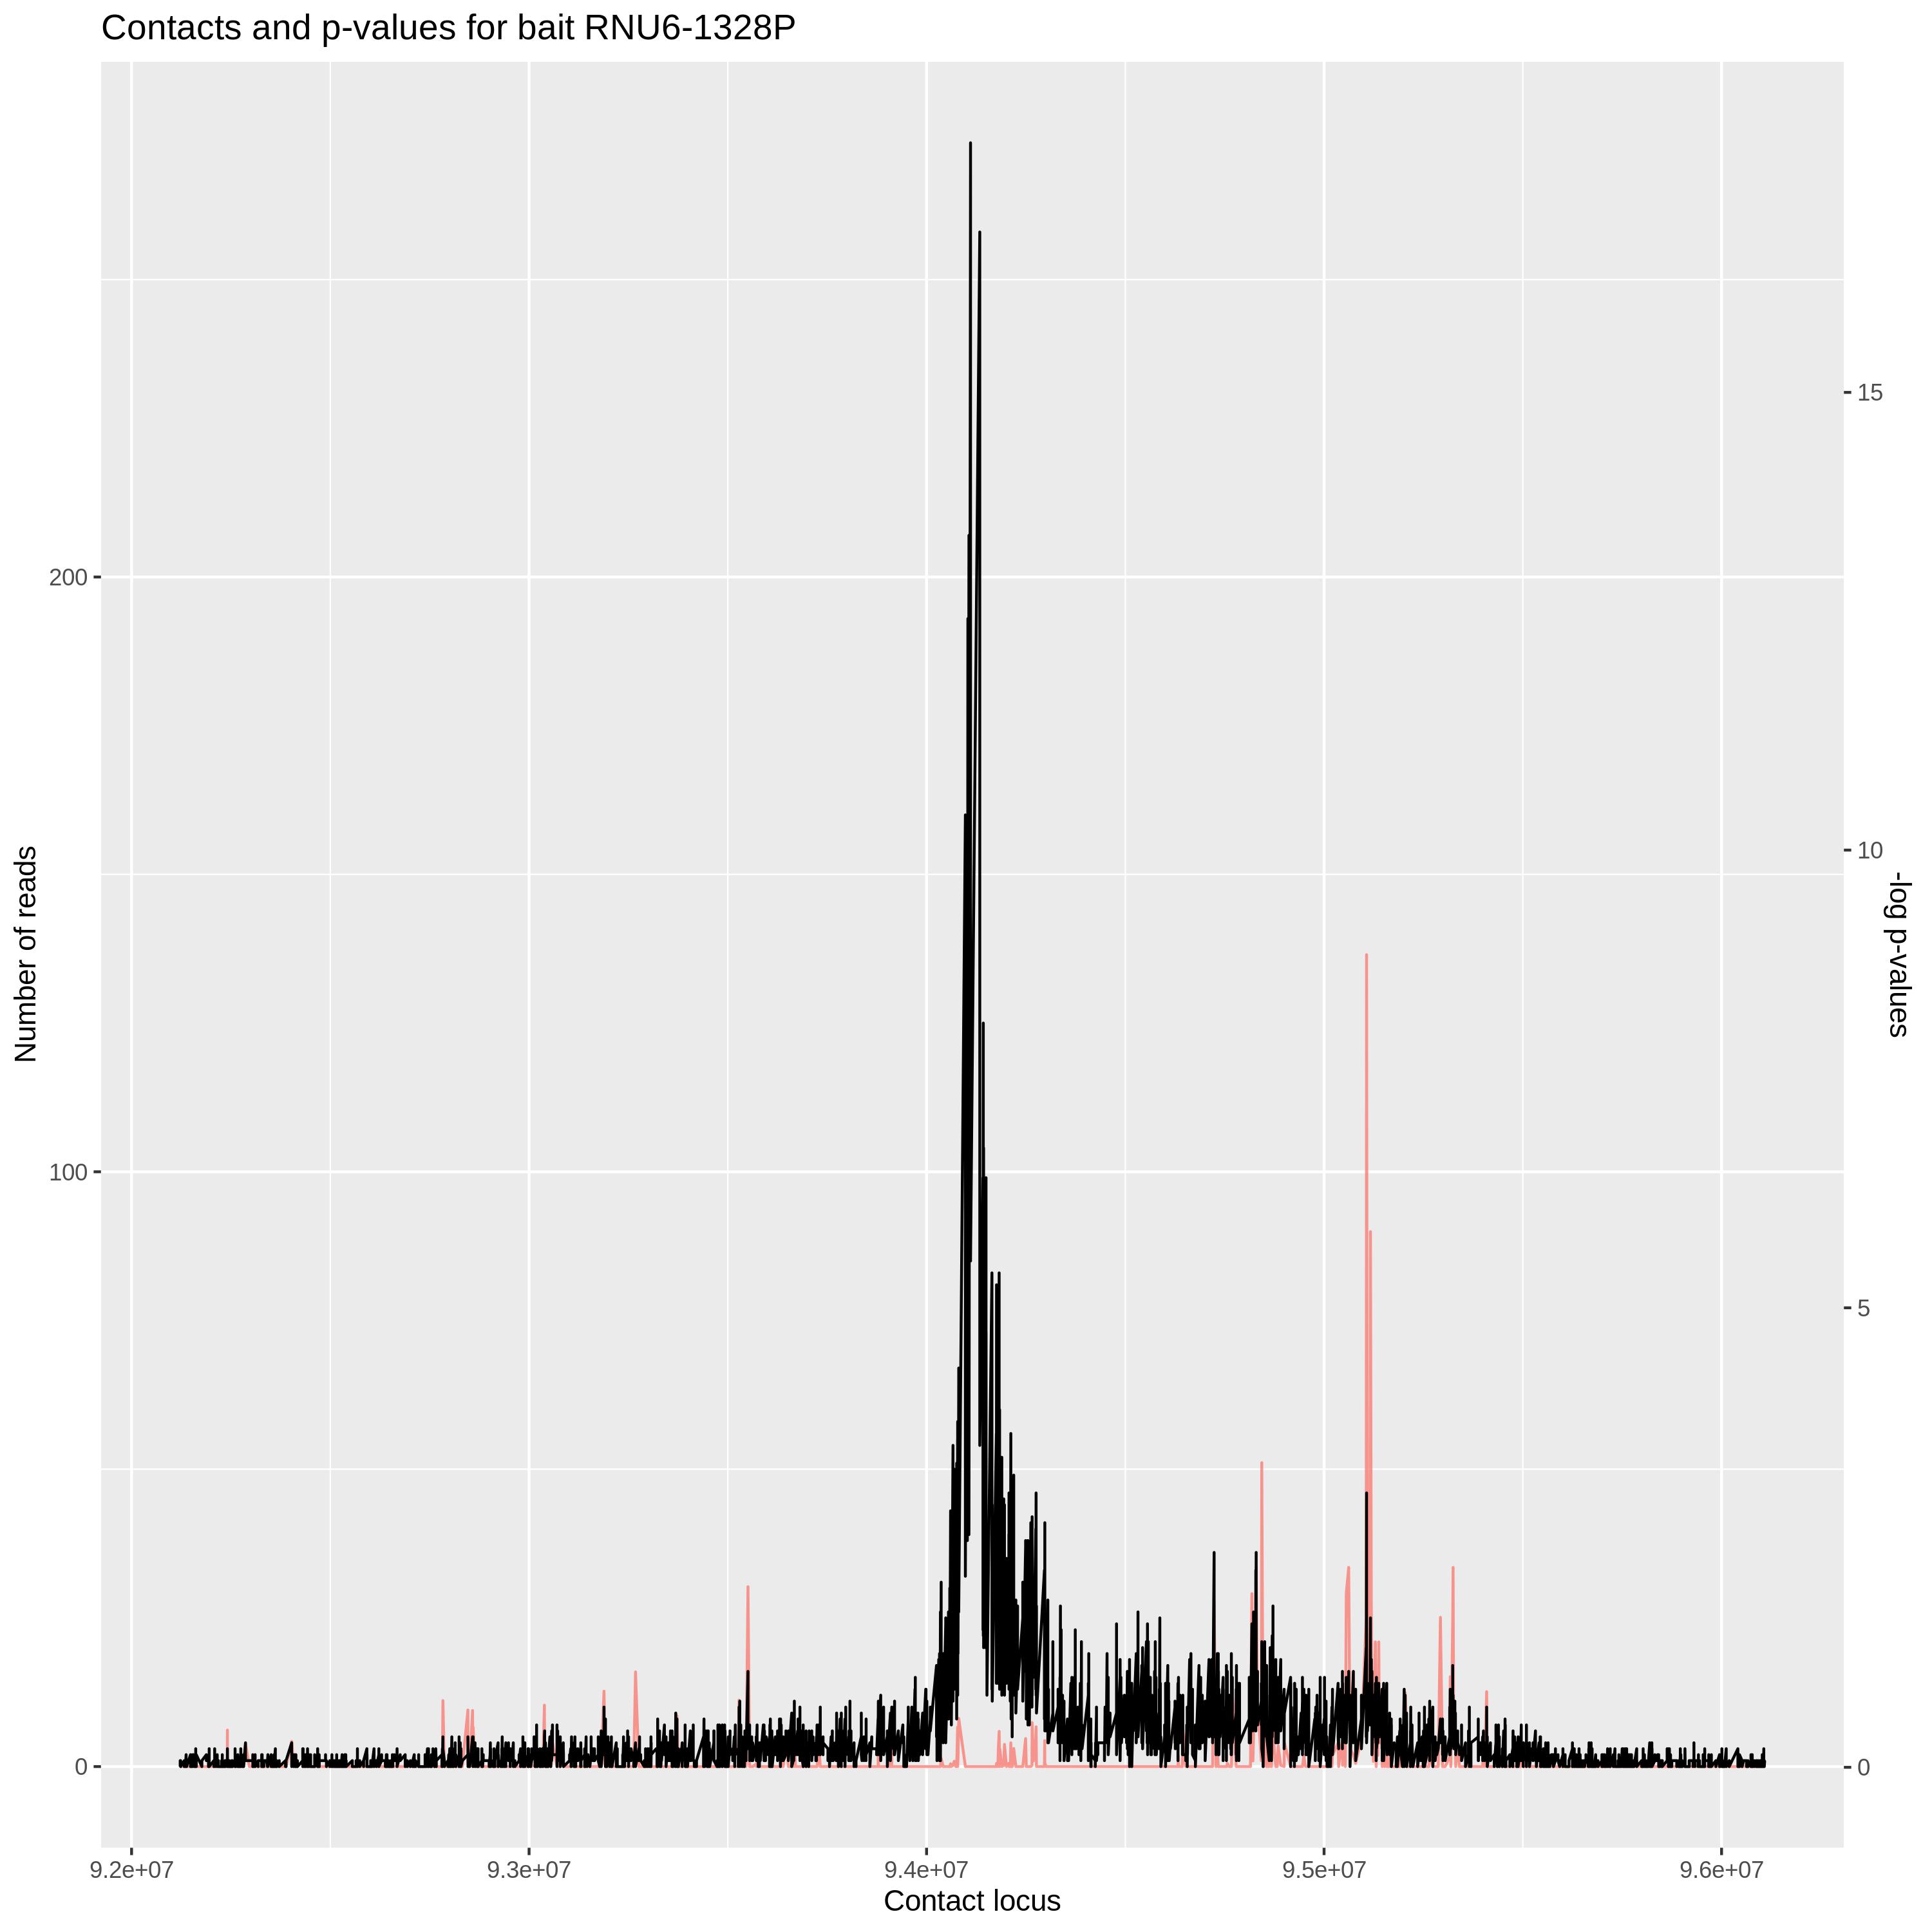 Contacts and p-values for bait RNU6-1328P
Number of reads
200
100
0
15
10
5
0
-log p-values
9.2e+07
9.3e+07
9.4e+07
9.5e+07
9.6e+07
Contact locus